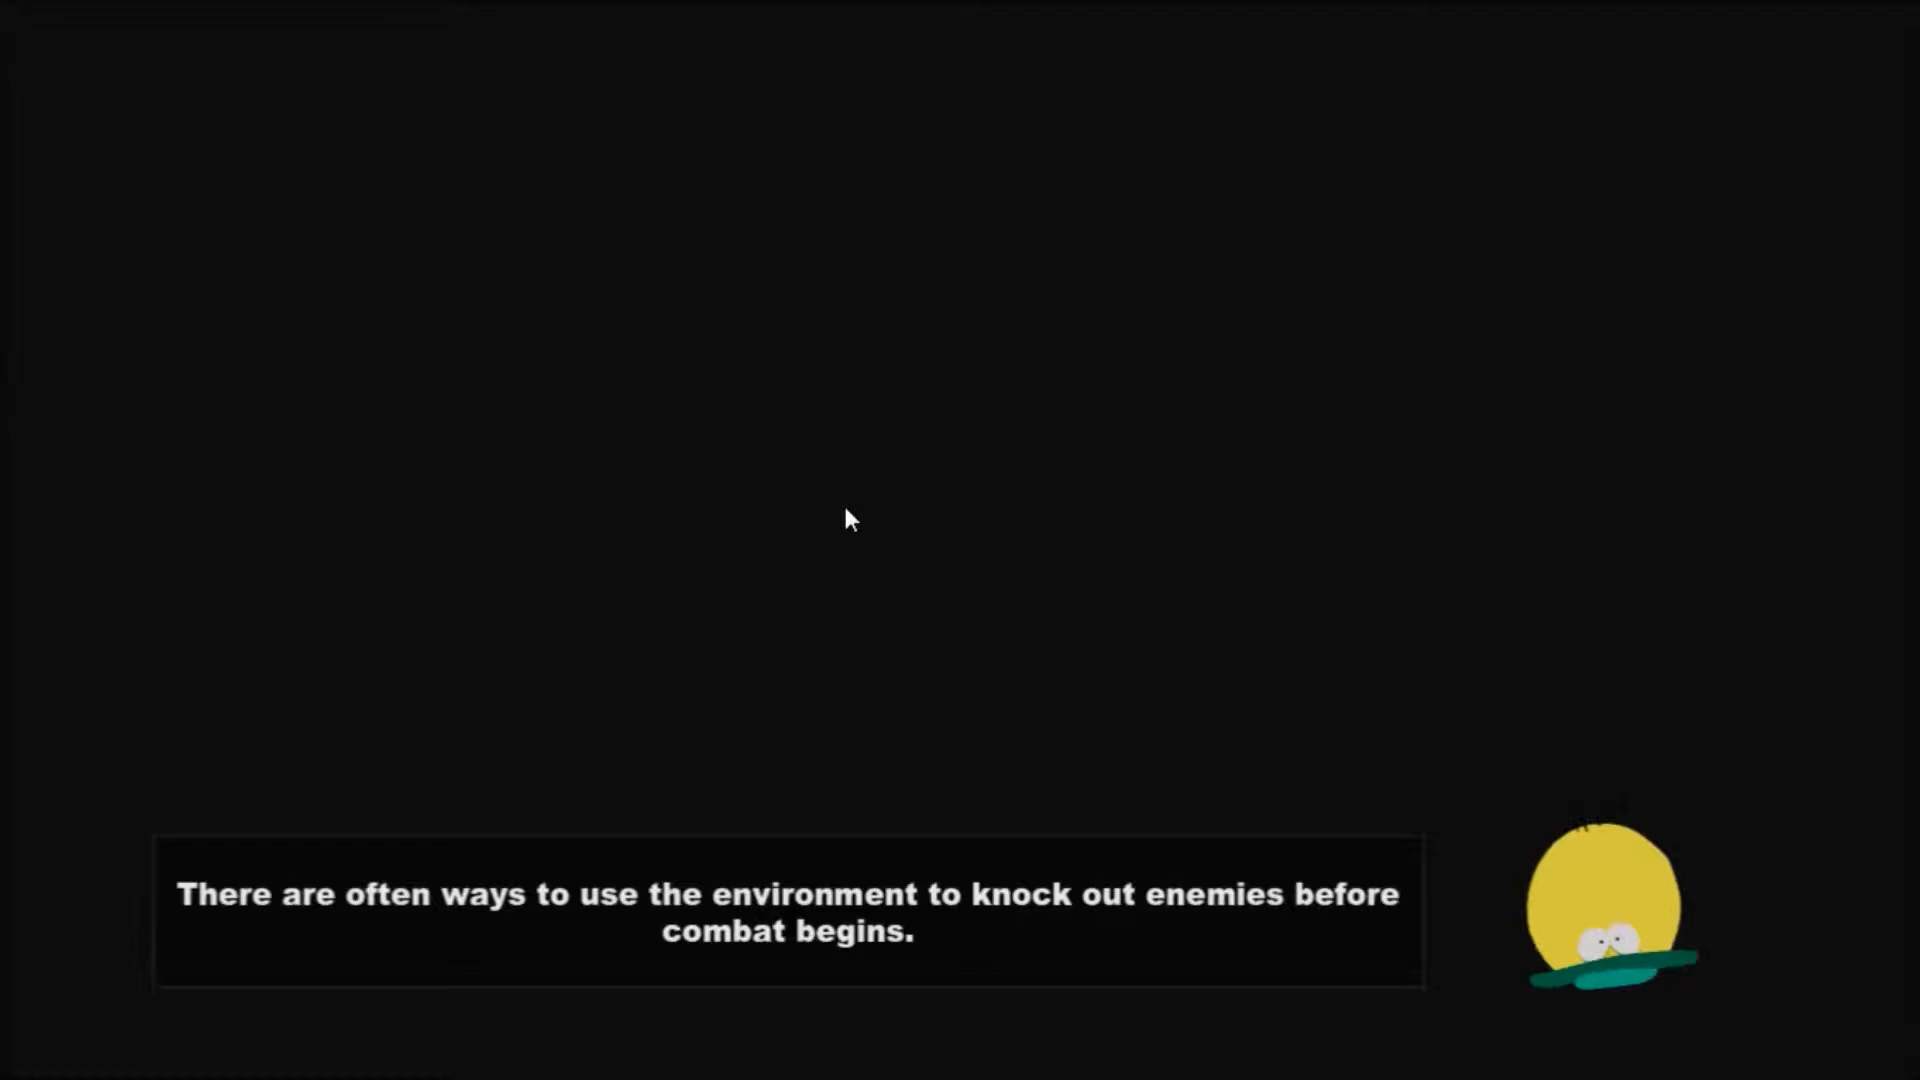 There are often ways to use the environment to knock out enemies before
combat begins.